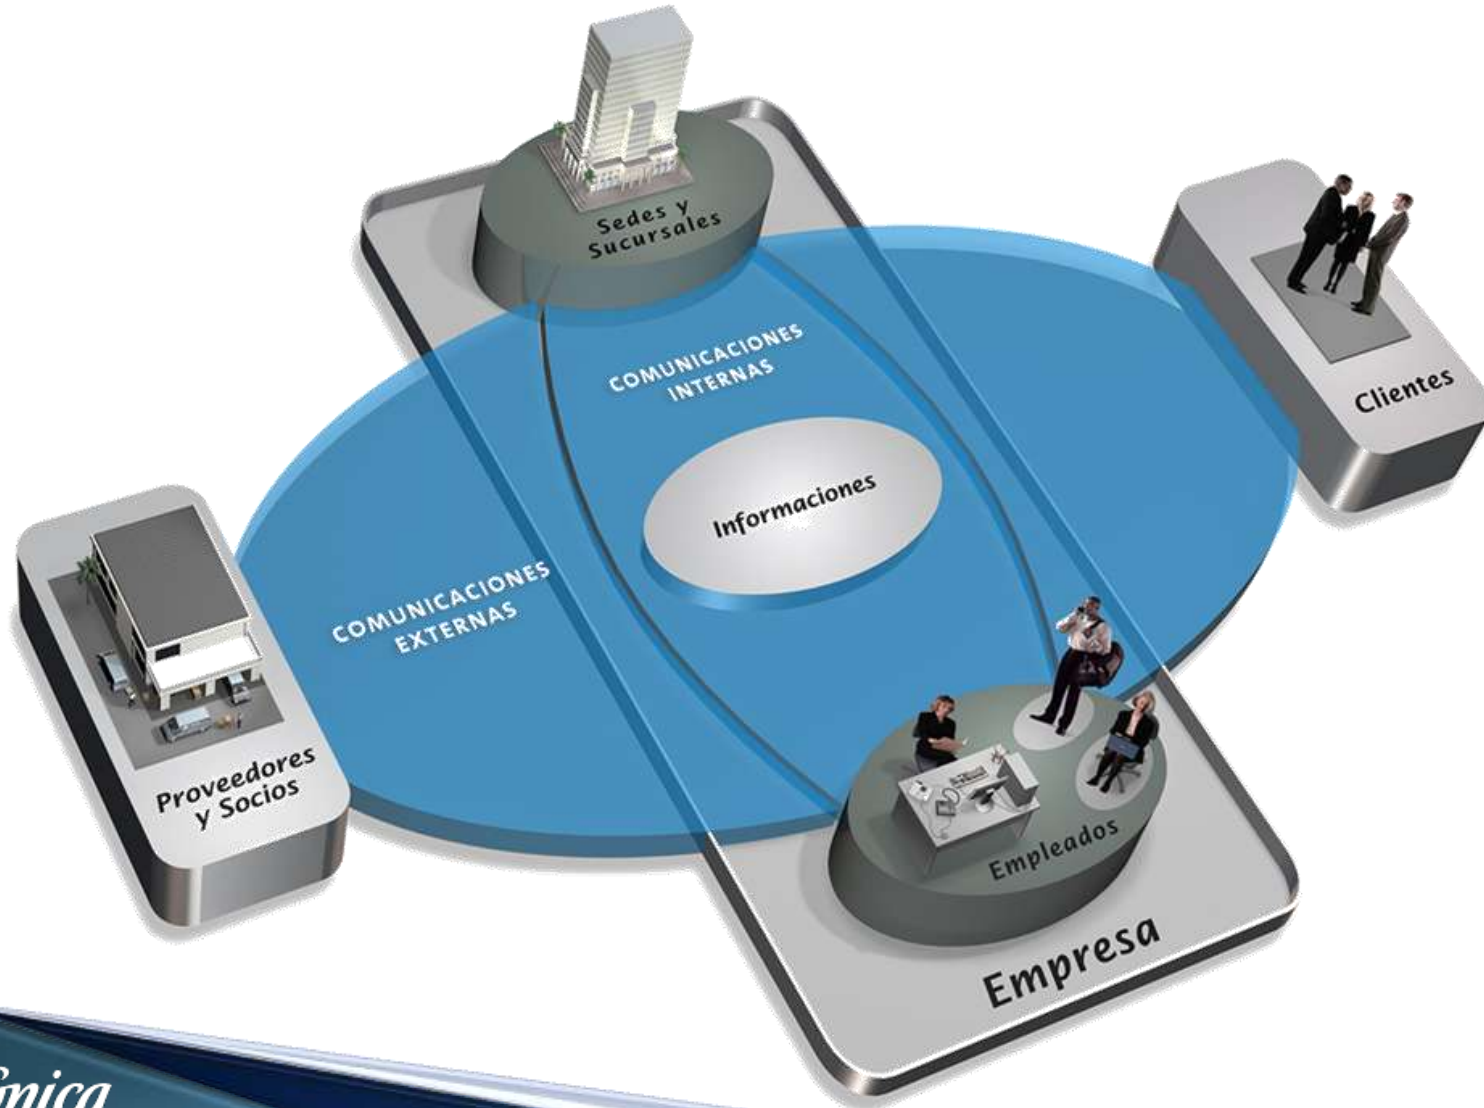 Sedes y
Sucursales
COMUNICACIONES
INTERNAS
Clientes
Informaciones
COMUNICACIONES
EXTERNAS
Proveedores
y Socios
Empleados
Empresa